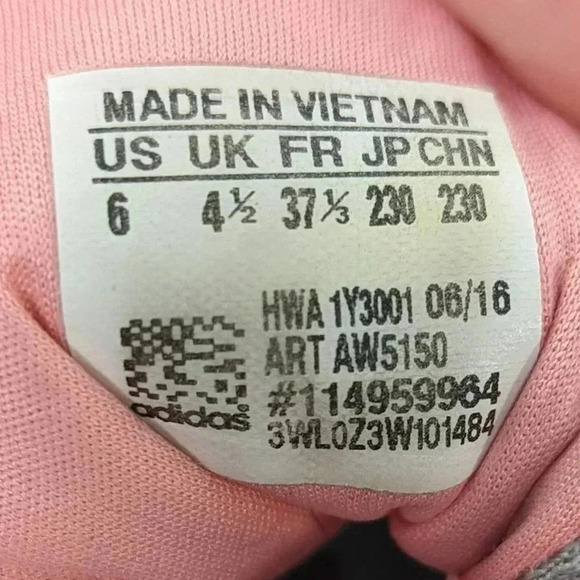 MADE IN VIETNAM
US UK FR JP CHN
6 4½ 37⅓ 230 230
HWA 1Y3001 06/16
ART AW5150
#114959964
3WL0Z3W101484
adidas